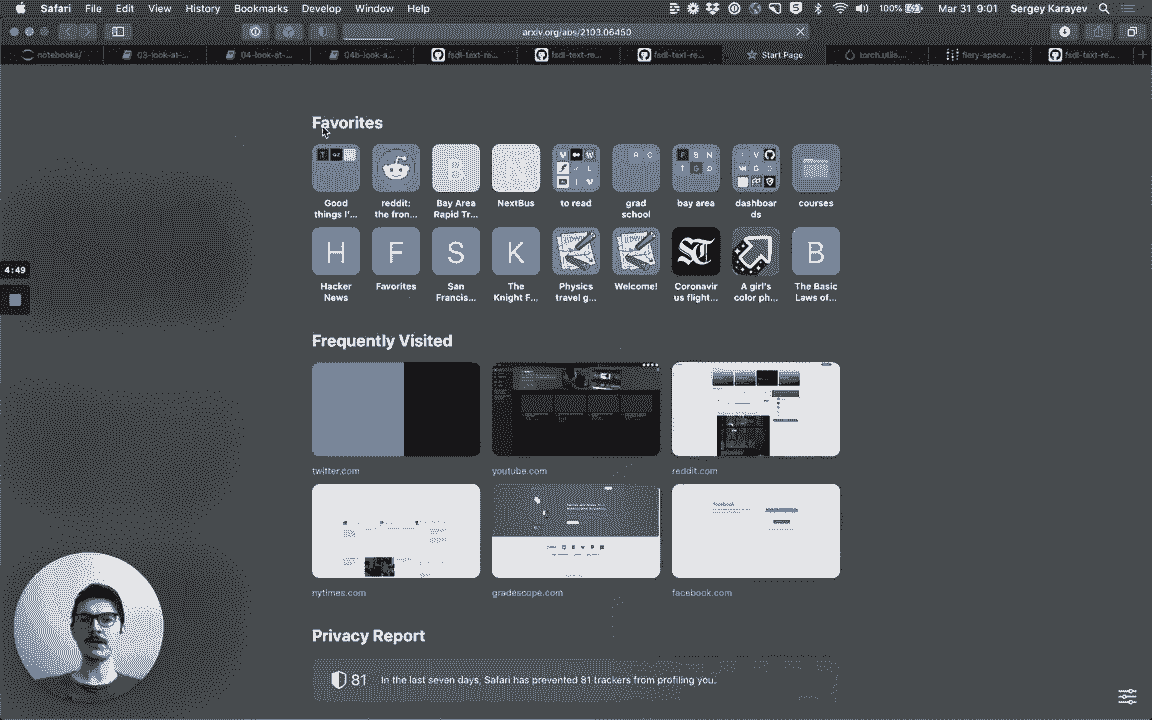 Safari File Edit View History Bookmarks Develop Window Help 100% Mar 31 9:01 Sergey Karayev
arxiv.org/abs/2103.06450
notebooks/ 03-look-at-... 04-look-at-... 04b-look-a... fsdl-text-re... fsdl-text-re... fsdl-text-re... Start Page torch.utils.... fiery-space... fsdl-text-re...
Favorites
Good things I'... reddit: the fron... Bay Area Rapid Tr... NextBus to read grad school bay area dashboar ds courses
4:49
H F S K B
Hacker News Favorites San Francis... The Knight F... Physics travel g... Welcome! Coronavir us flight... A girl's color ph... The Basic Laws of...
Frequently Visited
twitter.com youtube.com reddit.com
nytimes.com gradescope.com facebook.com
Privacy Report
81 In the last seven days, Safari has prevented 81 trackers from profiling you.